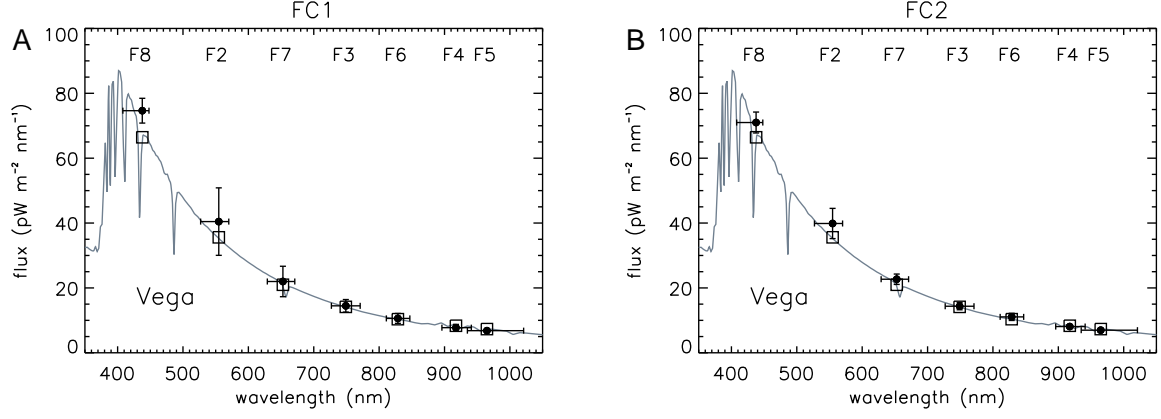 FC1
A
F8 F2 F7 F3 F6 F4 F5
100
80
60
40
20
0
flux (pW m⁻² nm⁻¹)
Vega
400 500 600 700 800 900 1000
wavelength (nm)
FC2
B
F8 F2 F7 F3 F6 F4 F5
100
80
60
40
20
0
flux (pW m⁻² nm⁻¹)
Vega
400 500 600 700 800 900 1000
wavelength (nm)